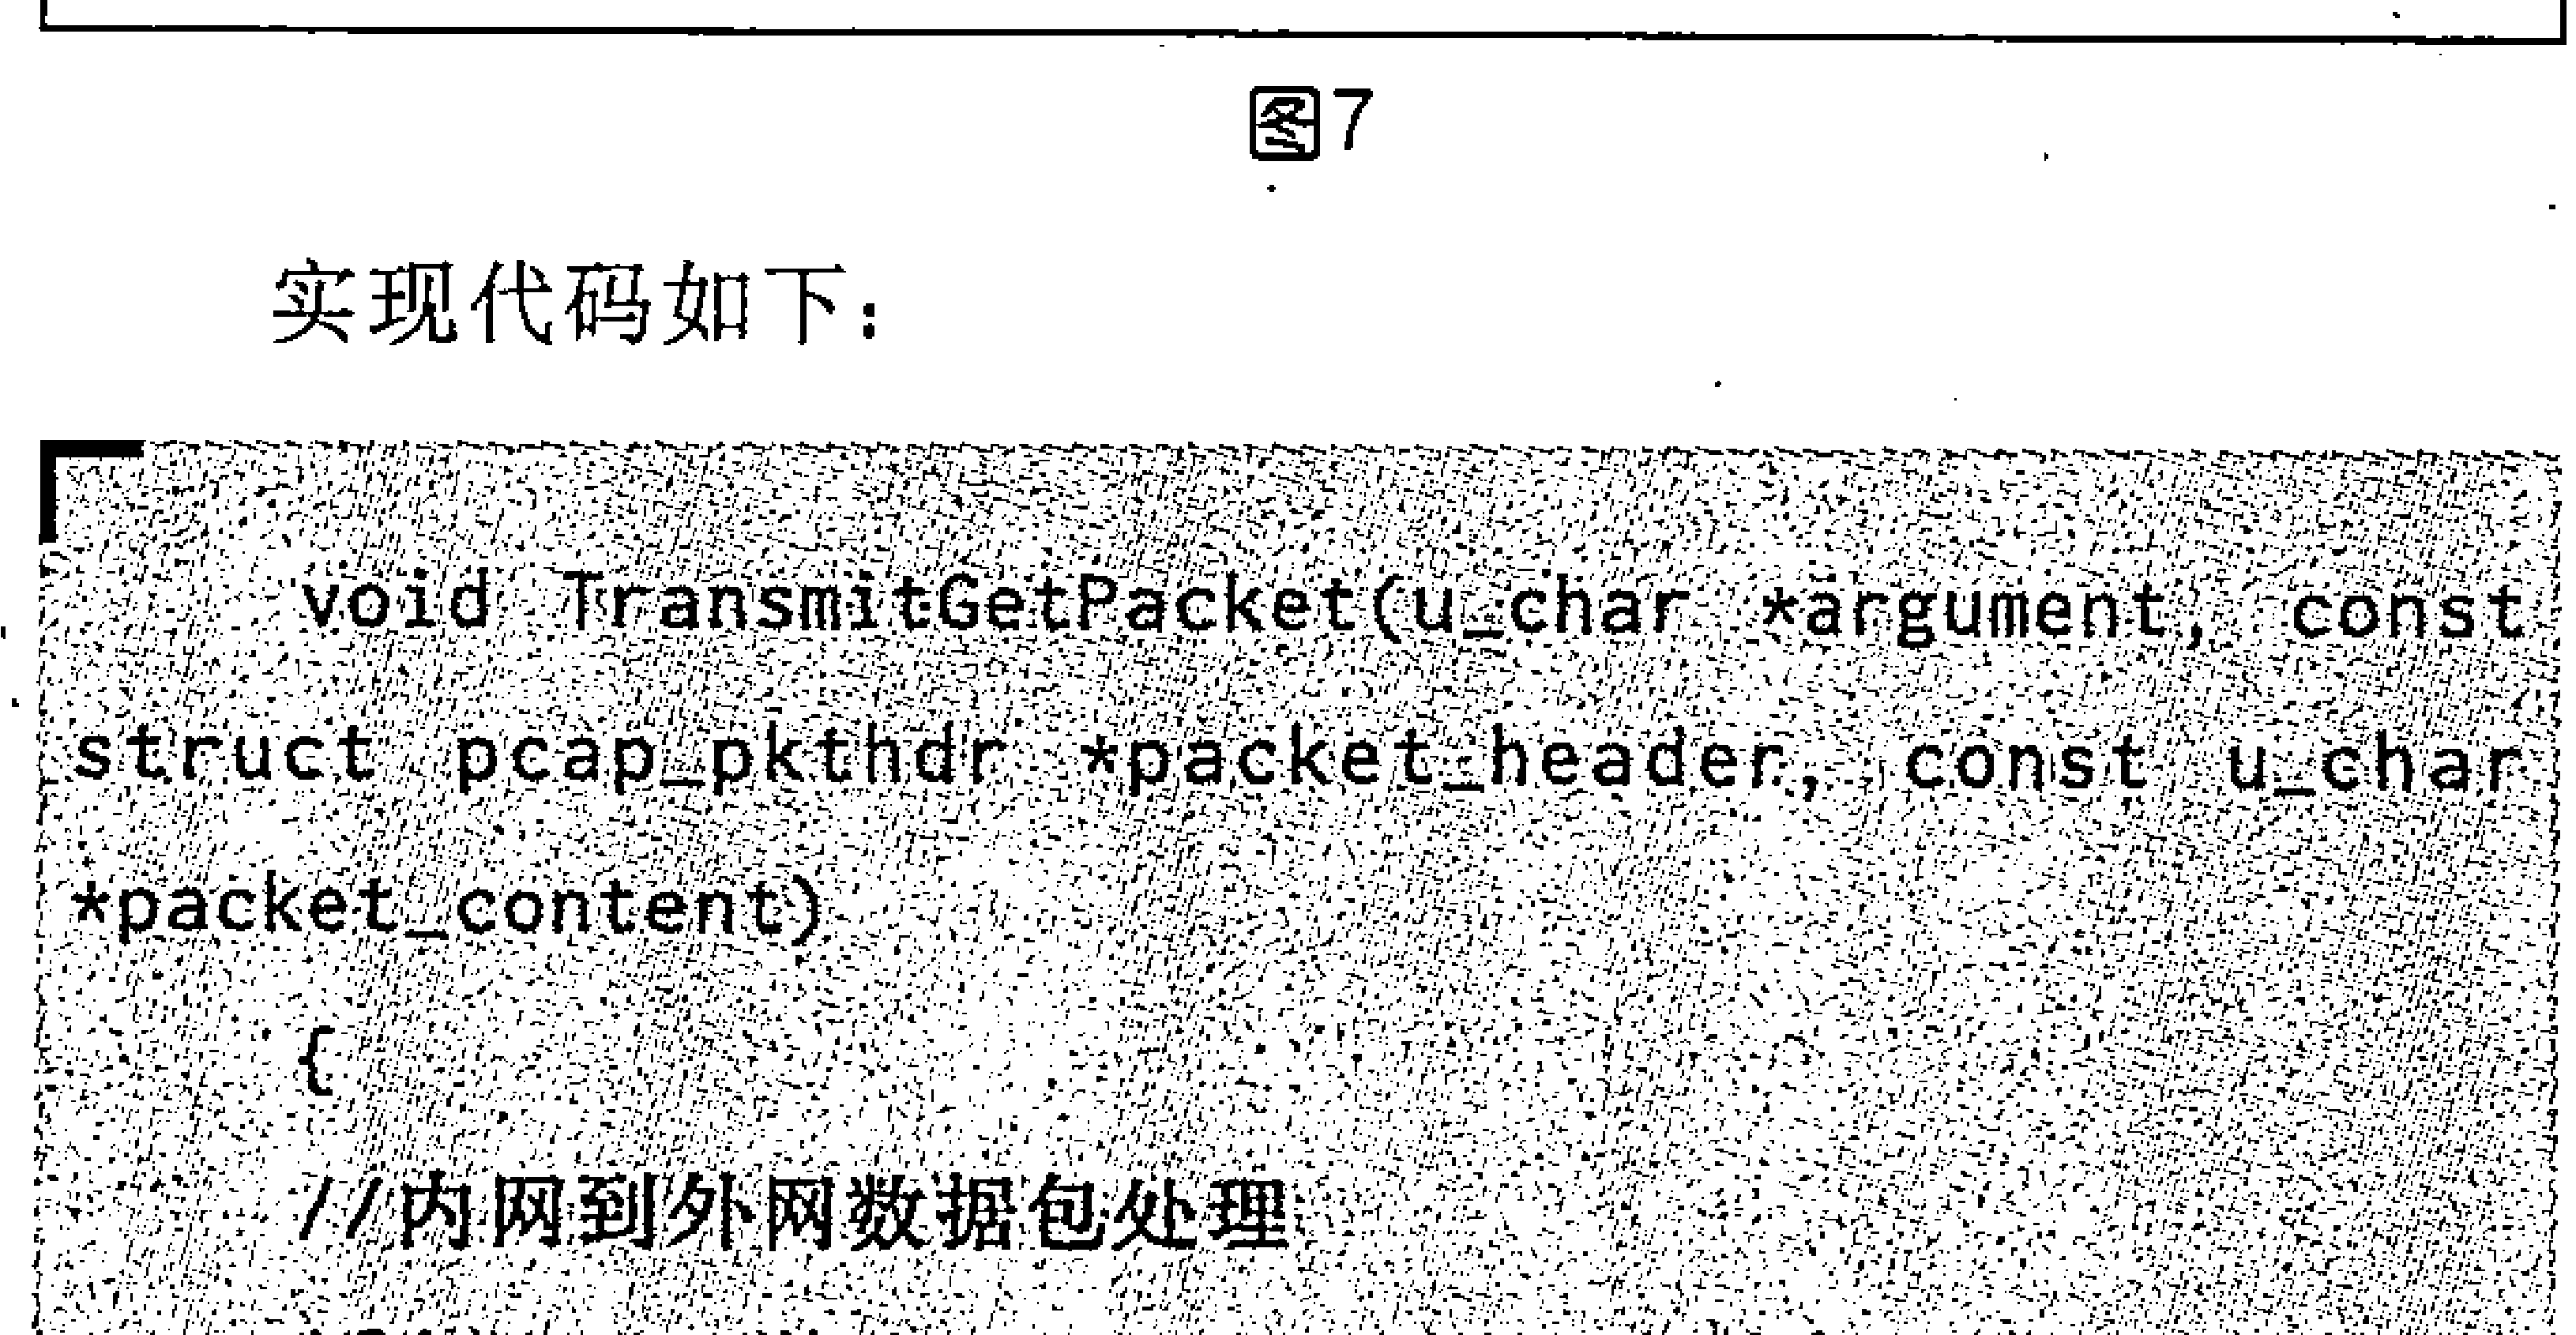 图7
实现代码如下：
void TransmitGetPacket(u_char *argument, const
struct pcap_pkthdr *packet_header, const u_char
*packet_content)
{
//内网到外网数据包处理